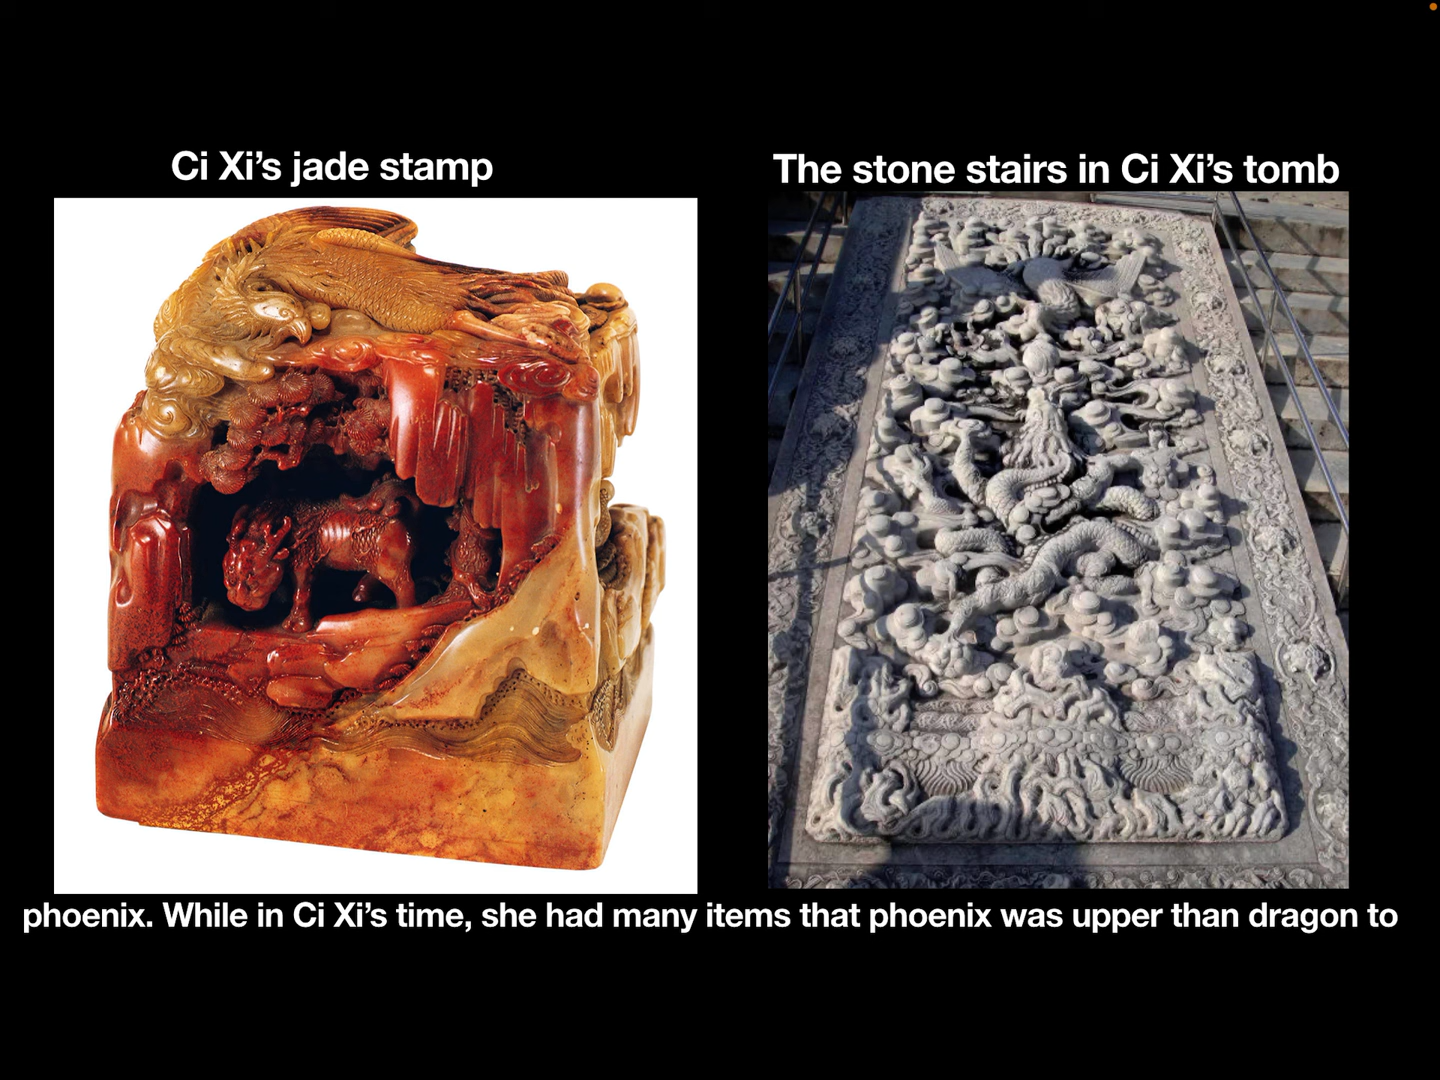 Ci Xi’s jade stamp
The stone stairs in Ci Xi’s tomb
phoenix. While in Ci Xi’s time, she had many items that phoenix was upper than dragon to